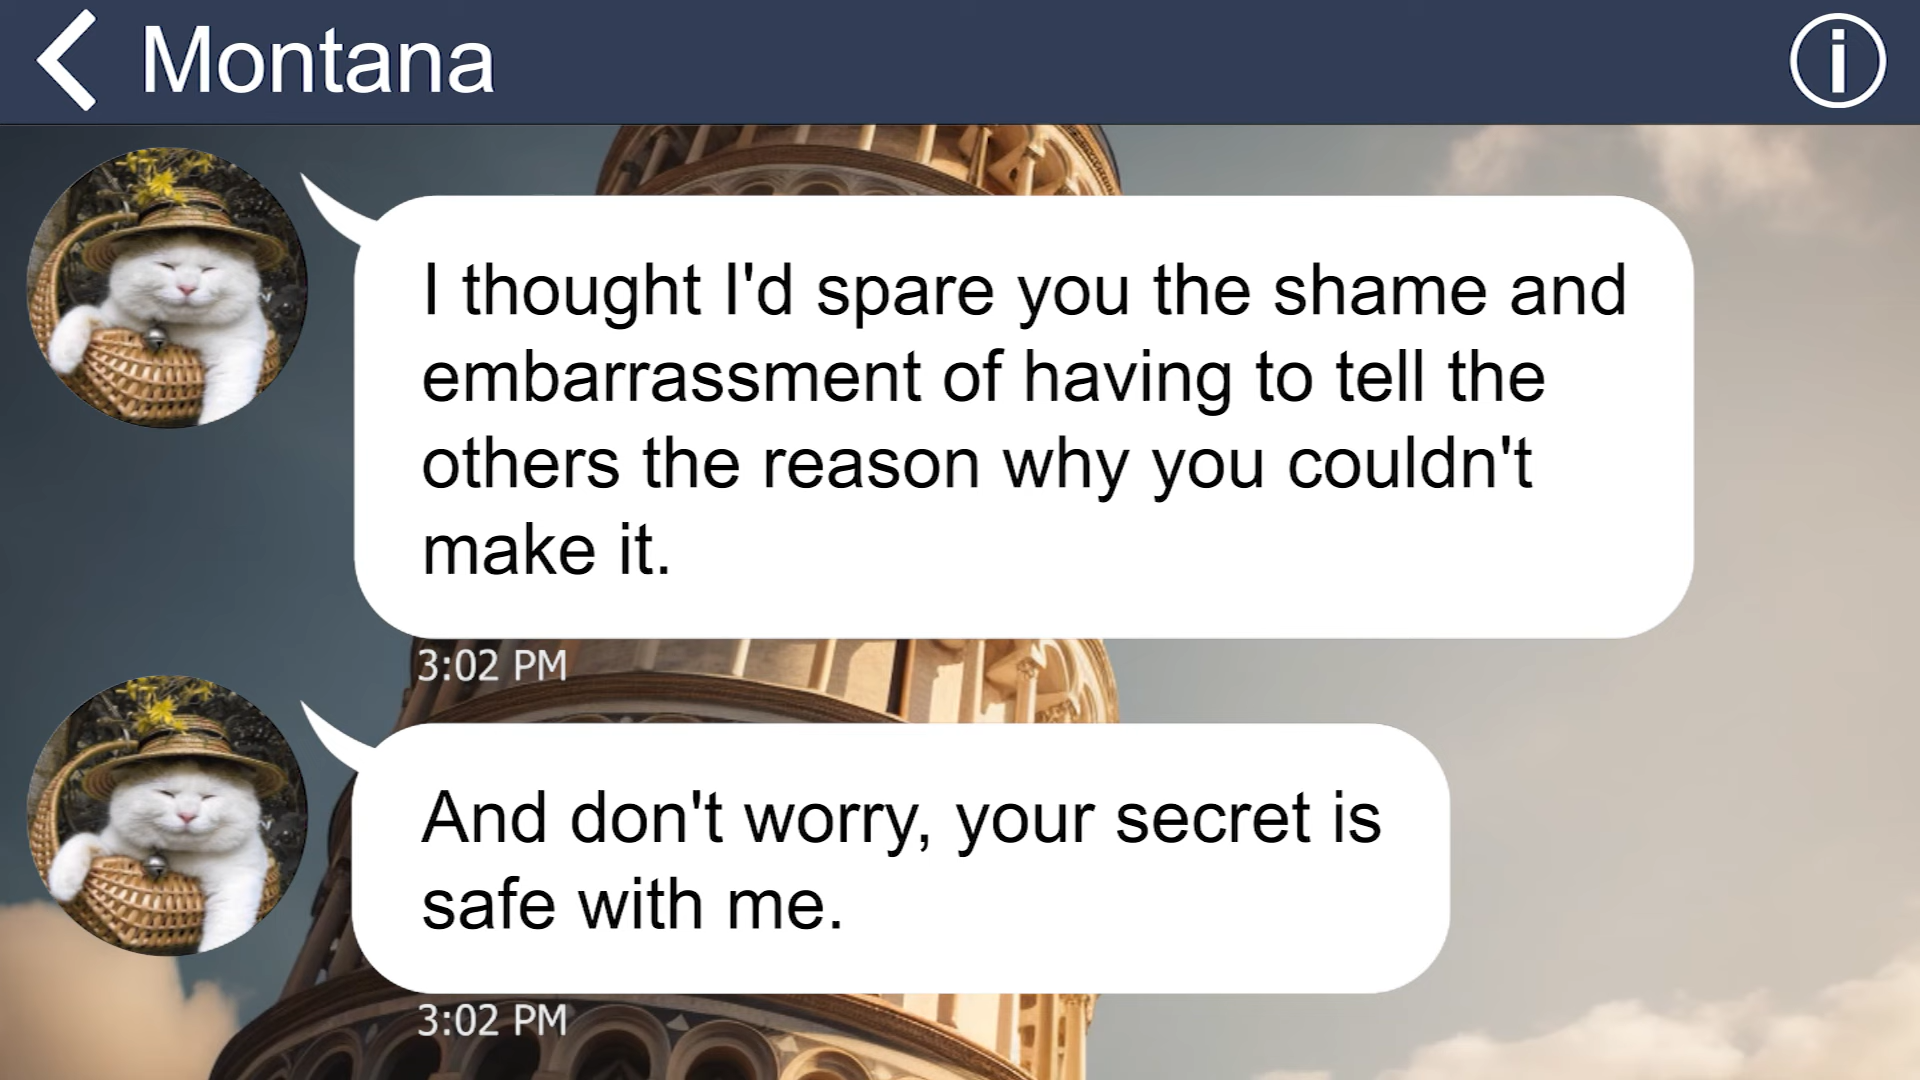 Montana
I thought I'd spare you the shame and
embarrassment of having to tell the
others the reason why you couldn't
make it.
3:02 PM
And don't worry, your secret is
safe with me.
3:02 PM